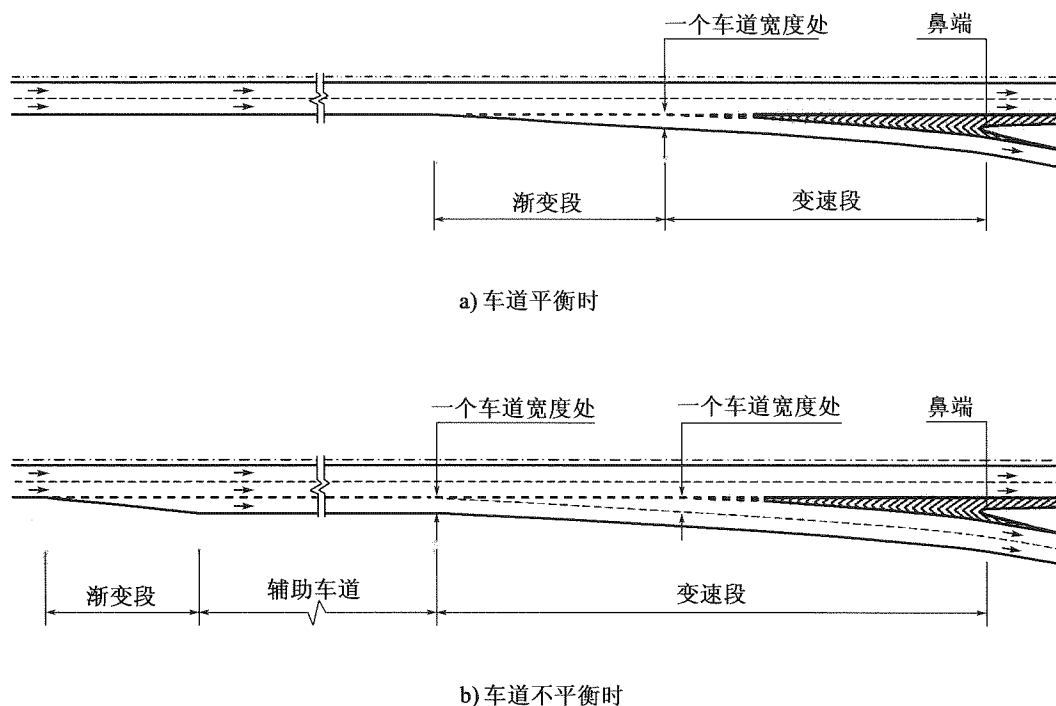 一个车道宽度处
鼻端
渐变段
变速段
a) 车道平衡时
一个车道宽度处
一个车道宽度处
鼻端
渐变段
辅助车道
变速段
b) 车道不平衡时